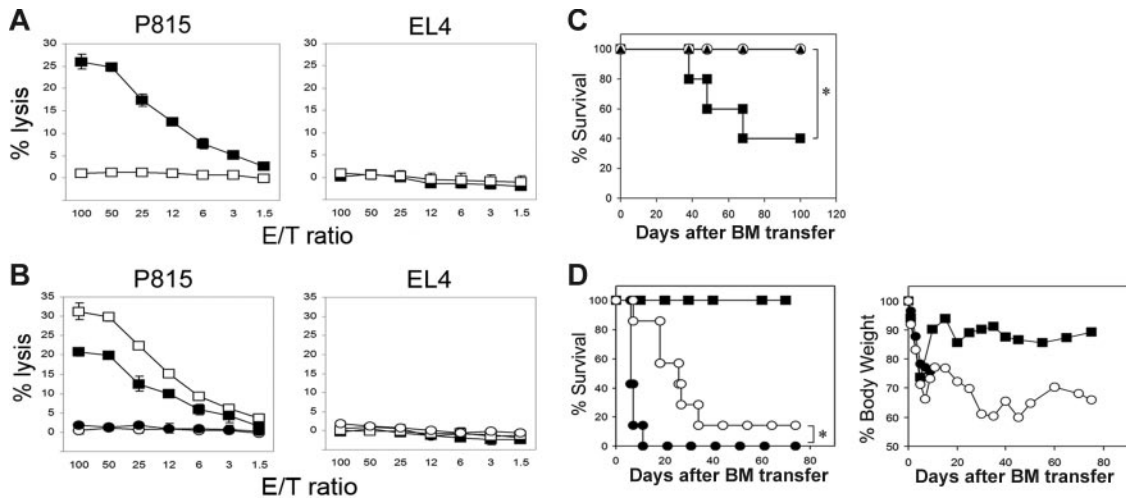 A
P815
EL4
% lysis
30
25
20
15
10
5
0
100 50 25 12 6 3 1.5
30
25
20
15
10
5
0
100 50 25 12 6 3 1.5
E/T ratio
B
P815
EL4
% lysis
35
30
25
20
15
10
5
0
100 50 25 12 6 3 1.5
35
30
25
20
15
10
5
0
100 50 25 12 6 3 1.5
E/T ratio
C
% Survival
100
80
60
40
20
0
*
0 20 40 60 80 100 120
Days after BM transfer
D
% Survival
100
80
60
40
20
0
*
0 20 40 60 80
Days after BM transfer
% Body Weight
100
90
80
70
60
50
0 20 40 60 80
Days after BM transfer